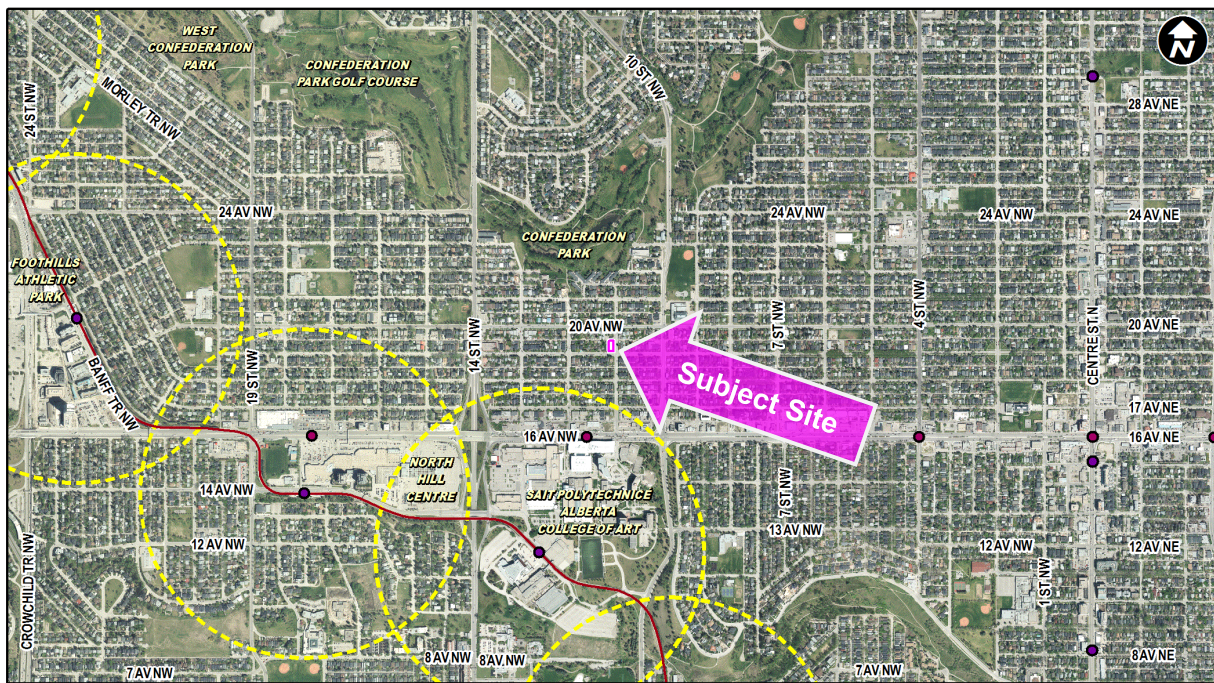 WEST
CONFEDERATION
PARK
CONFEDERATION
PARK GOLF COURSE
10 ST NW
N
24 ST NW
MORLEY TR NW
28 AV NE
24 AV NW
24 AV NW
24 AV NW
24 AV NE
CONFEDERATION
PARK
FOOTHILLS
ATHLETIC
PARK
20 AV NW
7 ST NW
4 ST NW
CENTRE ST N
20 AV NE
14 ST NW
19 ST NW
BANFF TR NW
Subject Site
17 AV NE
16 AV NW
16 AV NE
NORTH
HILL
CENTRE
14 AV NW
SAIT POLYTECHNICE
ALBERTA
COLLEGE OF ART
7 ST NW
13 AV NW
12 AV NW
12 AV NW
12 AV NE
CROWCHILD TR NW
1 ST NW
7 AV NW
8 AV NW
8 AV NW
7 AV NW
8 AV NE